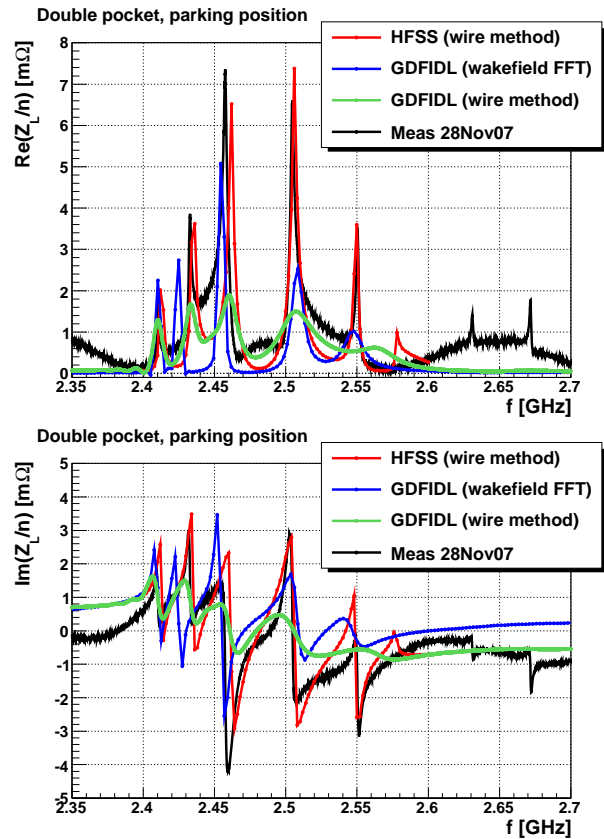 Double pocket, parking position
Re(Z_L/n) [mΩ]
HFSS (wire method)
GDFIDL (wakefield FFT)
GDFIDL (wire method)
Meas 28Nov07
8
7
6
5
4
3
2
1
0
2.35 2.4 2.45 2.5 2.55 2.6 2.65 2.7
f [GHz]
Double pocket, parking position
Im(Z_L/n) [mΩ]
HFSS (wire method)
GDFIDL (wakefield FFT)
GDFIDL (wire method)
Meas 28Nov07
5
4
3
2
1
0
-1
-2
-3
-4
-5
2.35 2.4 2.45 2.5 2.55 2.6 2.65 2.7
f [GHz]